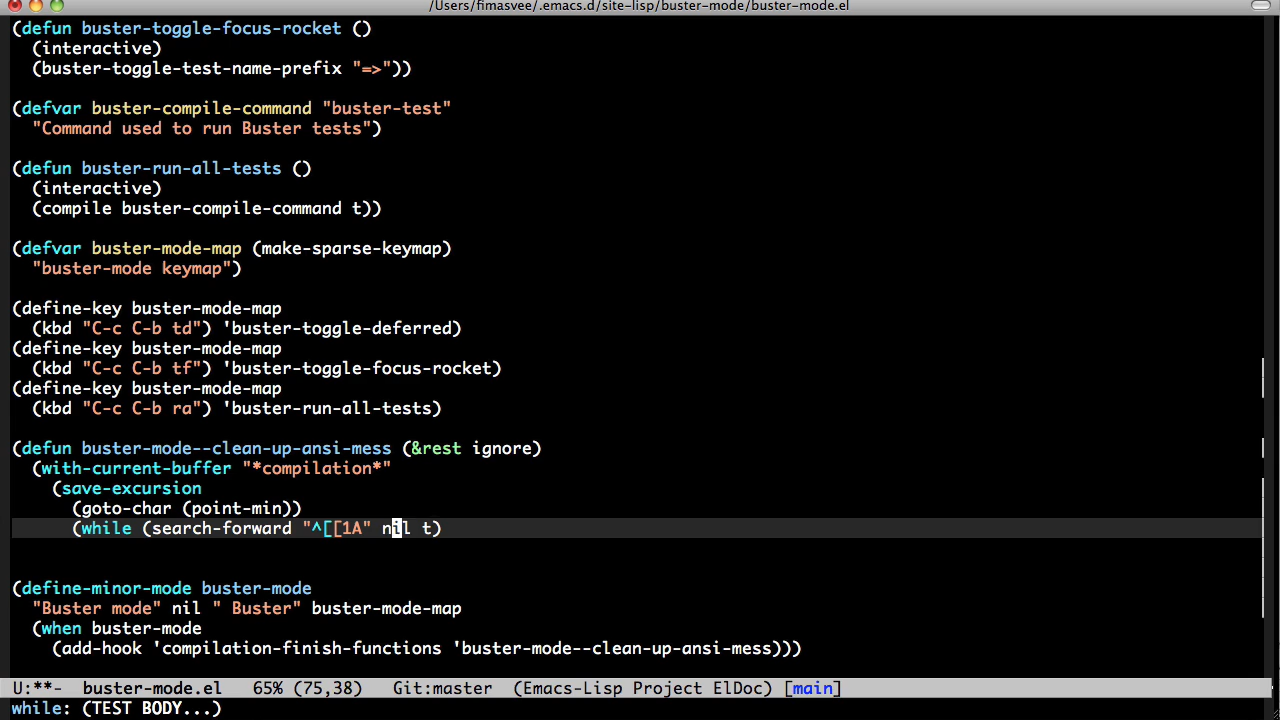 /Users/fimasvee/.emacs.d/site-lisp/buster-mode/buster-mode.el
(defun buster-toggle-focus-rocket ()
  (interactive)
  (buster-toggle-test-name-prefix "=>"))

(defvar buster-compile-command "buster-test"
  "Command used to run Buster tests")

(defun buster-run-all-tests ()
  (interactive)
  (compile buster-compile-command t))

(defvar buster-mode-map (make-sparse-keymap)
  "buster-mode keymap")

(define-key buster-mode-map
  (kbd "C-c C-b td") 'buster-toggle-deferred)
(define-key buster-mode-map
  (kbd "C-c C-b tf") 'buster-toggle-focus-rocket)
(define-key buster-mode-map
  (kbd "C-c C-b ra") 'buster-run-all-tests)

(defun buster-mode--clean-up-ansi-mess (&rest ignore)
  (with-current-buffer "*compilation*"
    (save-excursion
      (goto-char (point-min))
      (while (search-forward "^[[1A" nil t)

(define-minor-mode buster-mode
  "Buster mode" nil " Buster" buster-mode-map
  (when buster-mode
    (add-hook 'compilation-finish-functions 'buster-mode--clean-up-ansi-mess)))
U:**-  buster-mode.el   65% (75,38)   Git:master  (Emacs-Lisp Project ElDoc) [main]
while: (TEST BODY...)